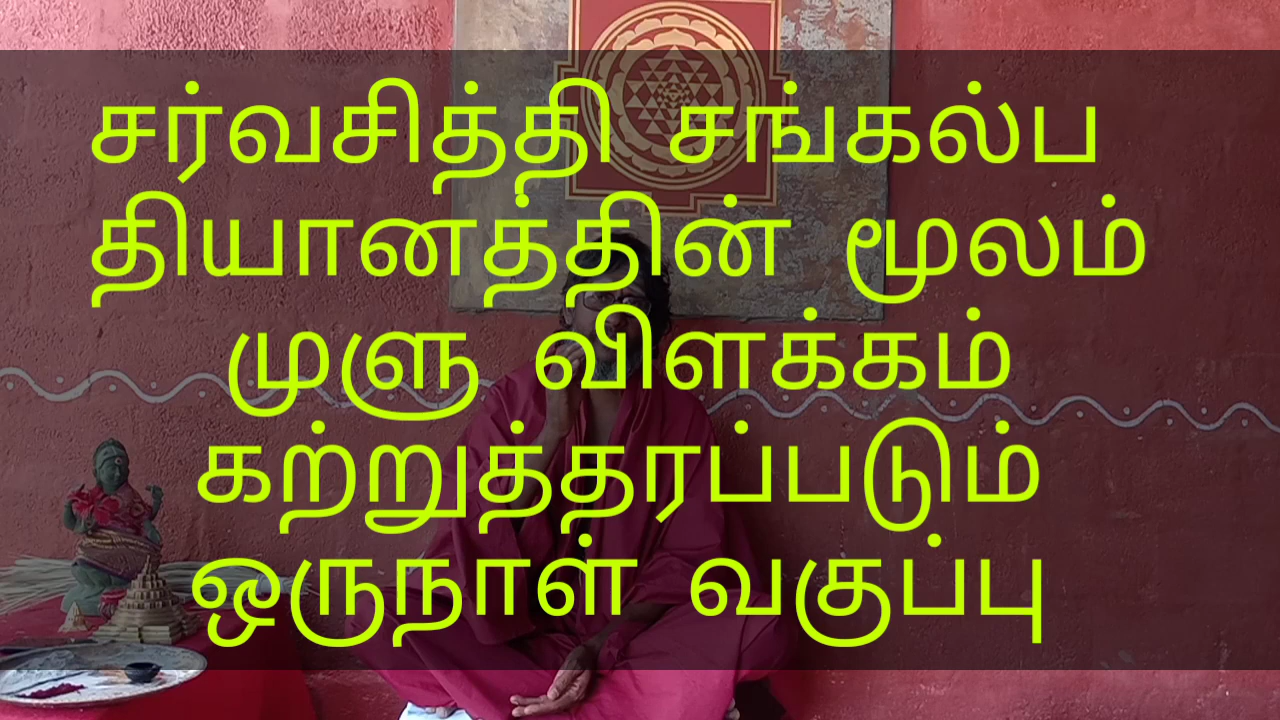 சர்வசித்தி சங்கல்ப
தியானத்தின் மூலம்
முளு விளக்கம்
கற்றுத்தரப்படும்
ஒருநாள் வகுப்பு